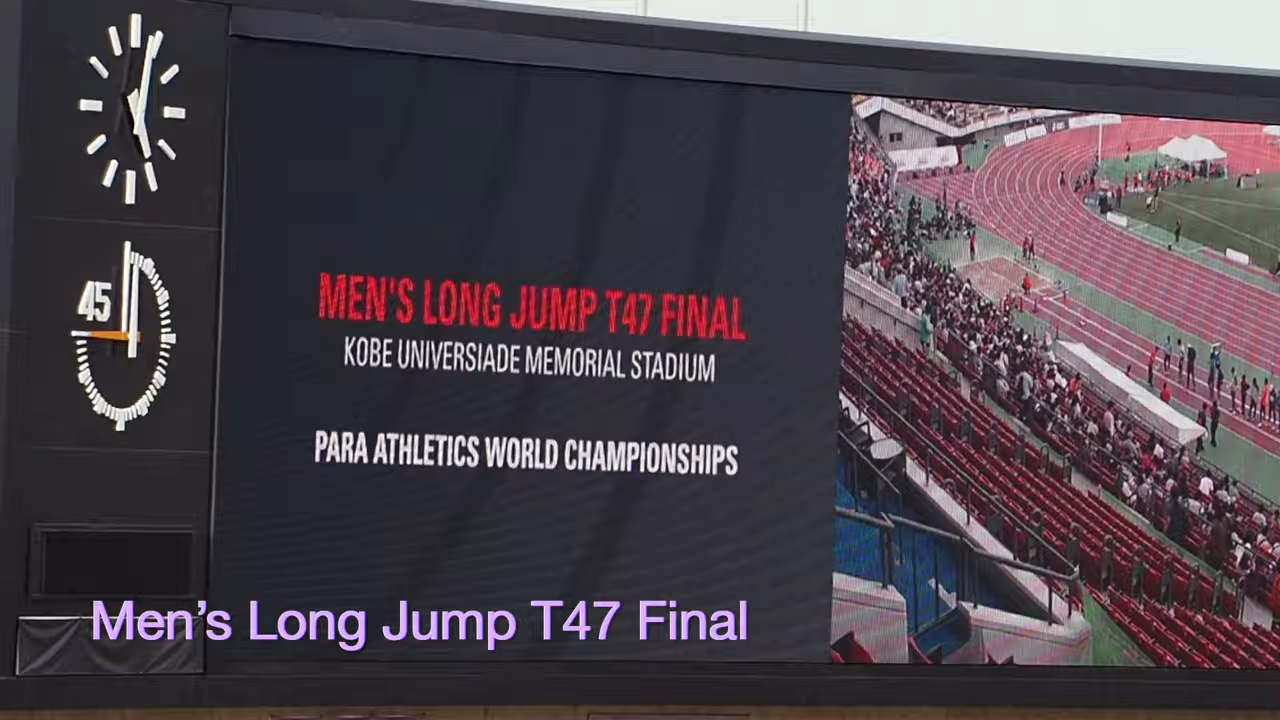 45
MEN'S LONG JUMP T47 FINAL
KOBE UNIVERSIADE MEMORIAL STADIUM
PARA ATHLETICS WORLD CHAMPIONSHIPS
Men’s Long Jump T47 Final